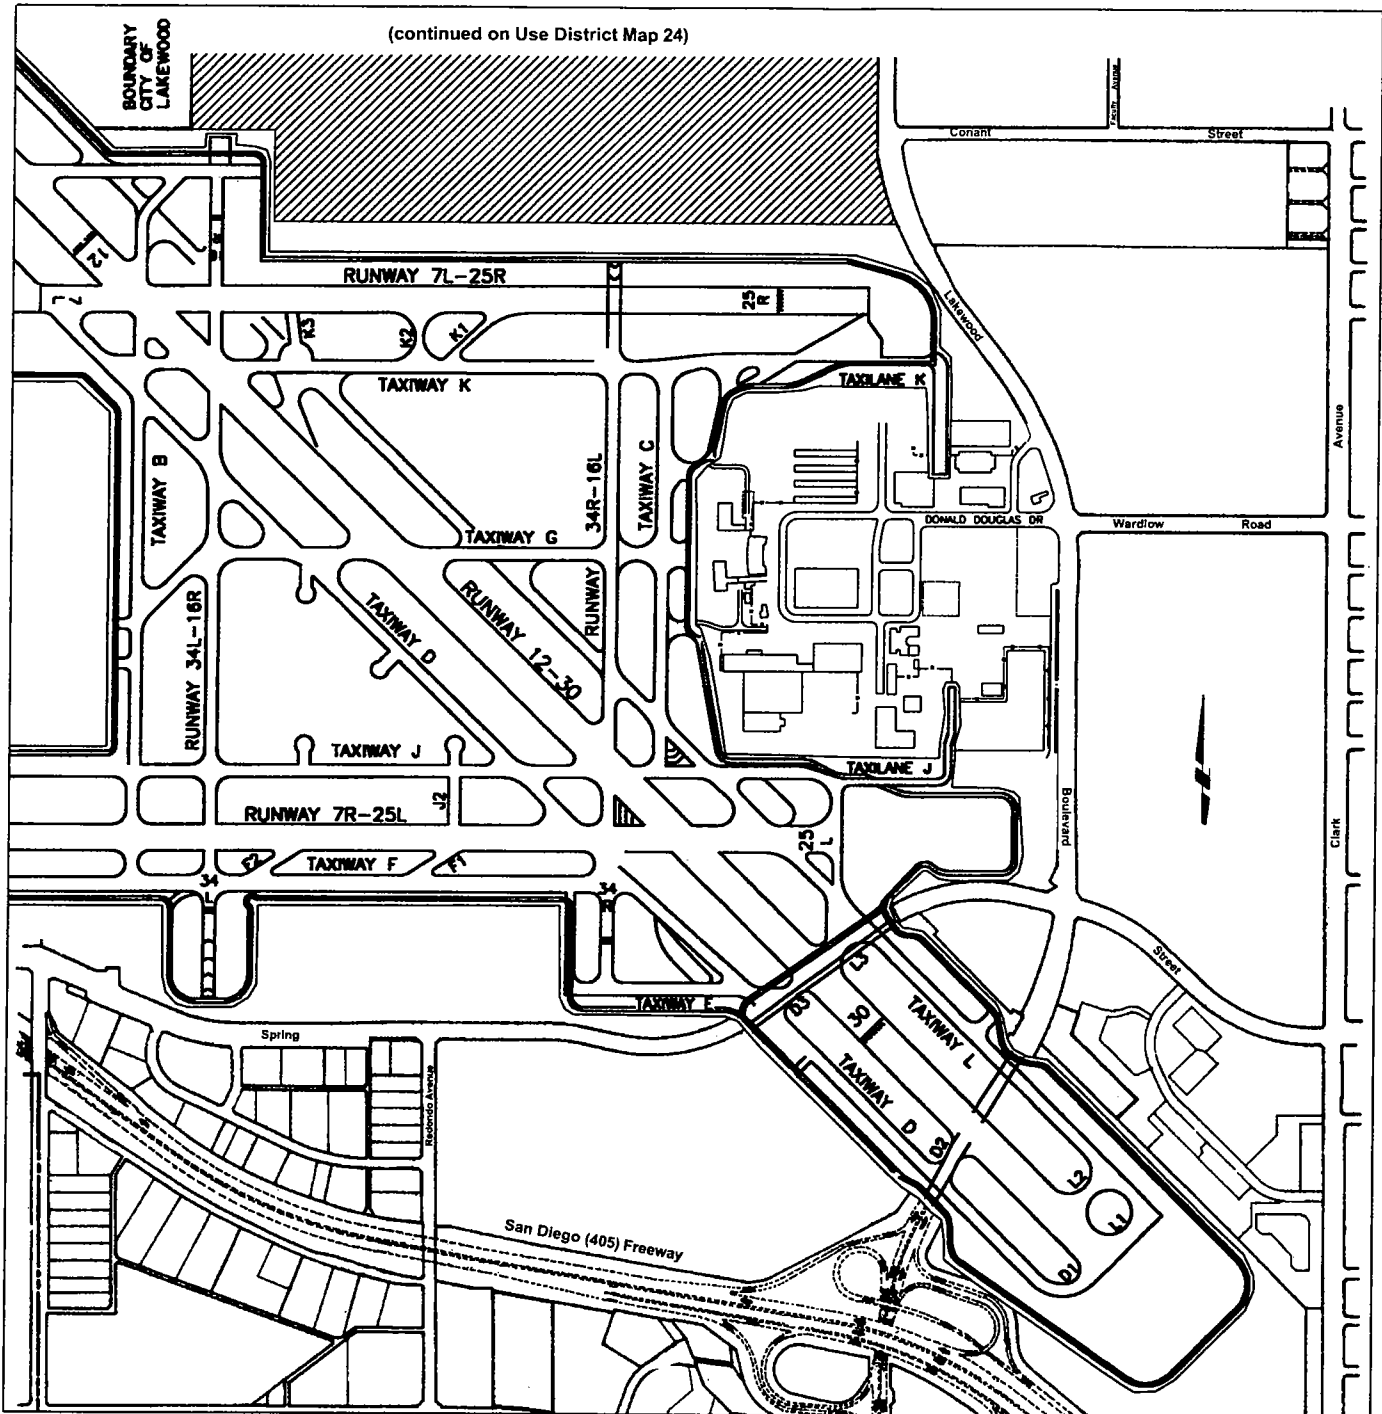 (continued on Use District Map 24)
BOUNDARY
CITY OF
LAKEWOOD
Faculty Avenue
Conant Street
12
7
L
RUNWAY 7L-25R
25
R
Lakewood
K3
K2
K1
TAXIWAY K
TAXILANE K
Avenue
TAXIWAY B
34R-16L
TAXIWAY C
TAXIWAY G
DONALD DOUGLAS DR
Wardlow Road
RUNWAY
RUNWAY 34L-16R
TAXIWAY D
RUNWAY 12-30
TAXIWAY J
TAXILANE J
J2
RUNWAY 7R-25L
Boulevard
Clark
25
L
F2
TAXIWAY F
F1
34
L
34
R
Street
L3
D3
30
TAXIWAY E
TAXIWAY L
Spring
TAXIWAY D
Redondo Avenue
D2
L2
L1
San Diego (405) Freeway
D1